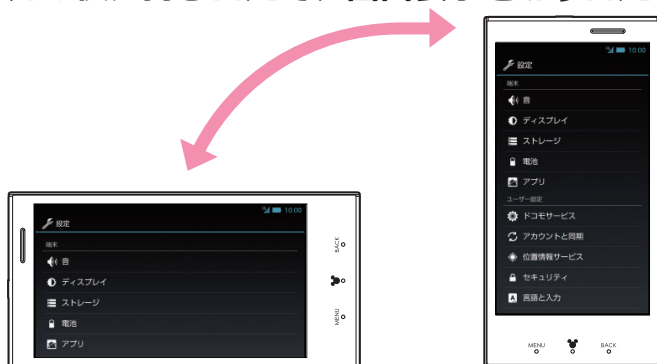 10:00
設定
端末
音
ディスプレイ
ストレージ
電池
アプリ
ユーザー設定
ドコモサービス
アカウントと同期
位置情報サービス
セキュリティ
A 言語と入力
MENU
BACK
10:00
設定
端末
音
ディスプレイ
ストレージ
電池
アプリ
BACK
MENU